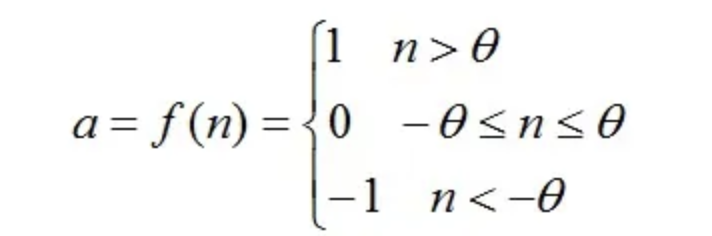 1 n > θ
a = f(n) = { 0 −θ ≤ n ≤ θ
−1 n < −θ